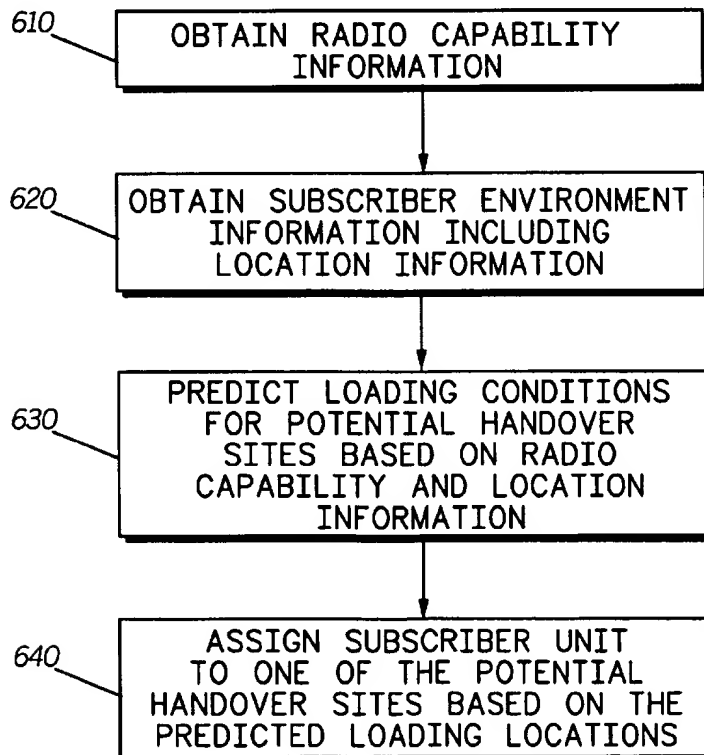 610
OBTAIN RADIO CAPABILITY
INFORMATION
620
OBTAIN SUBSCRIBER ENVIRONMENT
INFORMATION INCLUDING
LOCATION INFORMATION
630
PREDICT LOADING CONDITIONS
FOR POTENTIAL HANDOVER
SITES BASED ON RADIO
CAPABILITY AND LOCATION
INFORMATION
640
ASSIGN SUBSCRIBER UNIT
TO ONE OF THE POTENTIAL
HANDOVER SITES BASED ON THE
PREDICTED LOADING LOCATIONS